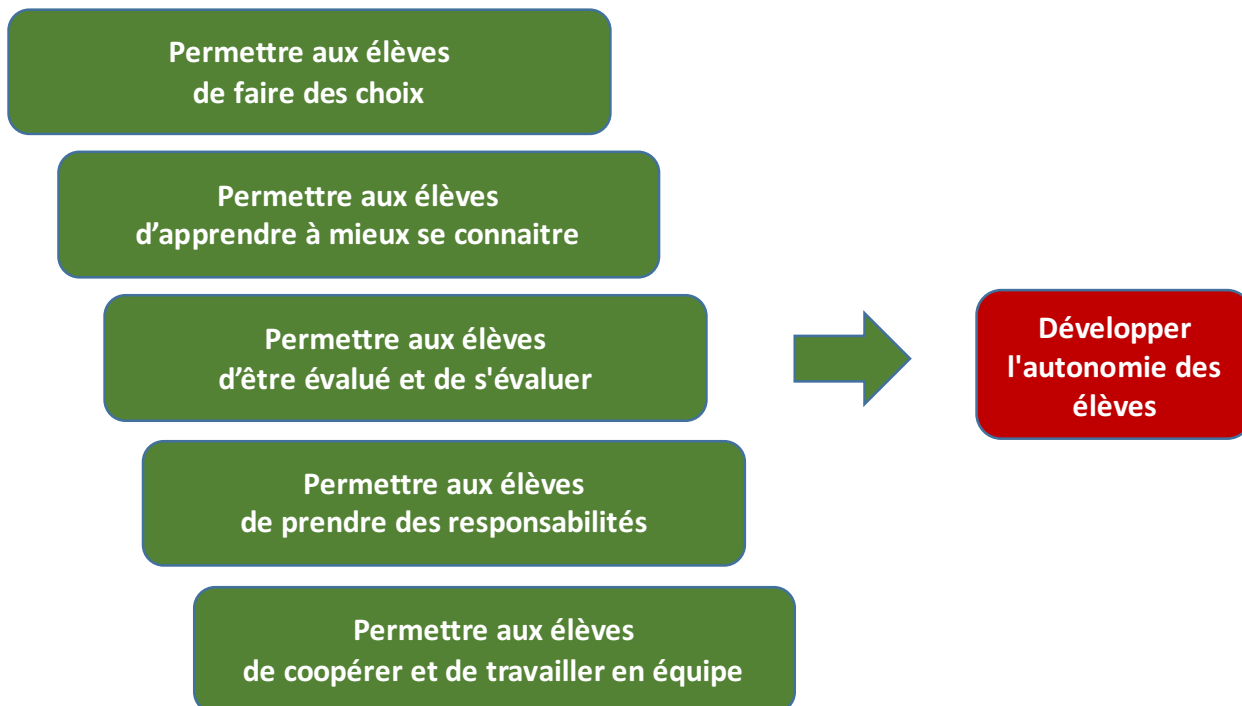 Permettre aux élèves
de faire des choix
Permettre aux élèves
d’apprendre à mieux se connaitre
Permettre aux élèves
d’être évalué et de s'évaluer
Permettre aux élèves
de prendre des responsabilités
Permettre aux élèves
de coopérer et de travailler en équipe
Développer
l'autonomie des
élèves